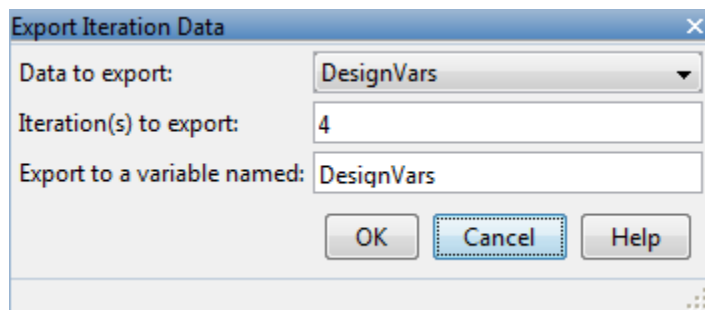 Export Iteration Data
Data to export: DesignVars
Iteration(s) to export: 4
Export to a variable named: DesignVars
OK Cancel Help